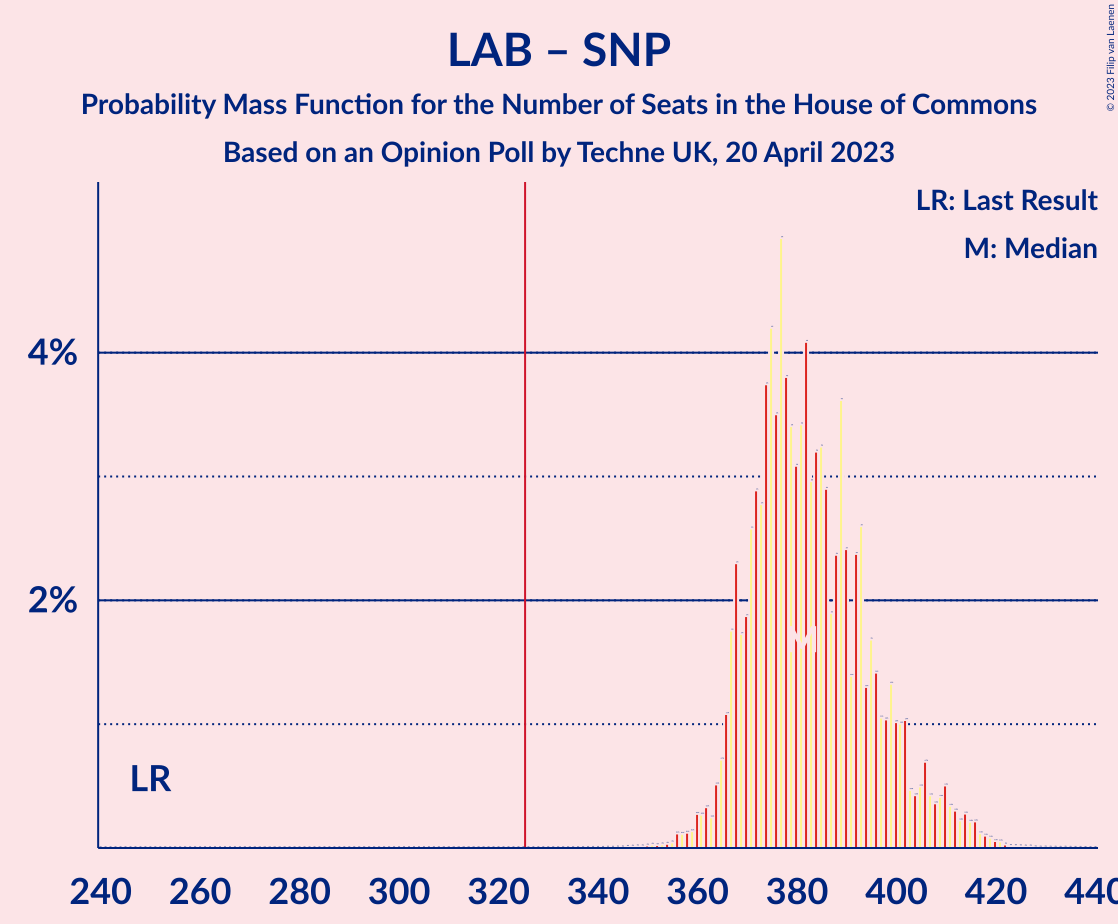 LAB – SNP
Probability Mass Function for the Number of Seats in the House of Commons
Based on an Opinion Poll by Techne UK, 20 April 2023
© 2023 Filip van Laenen
LR: Last Result
M: Median
4%
2%
M
LR
240 260 280 300 320 340 360 380 400 420 440